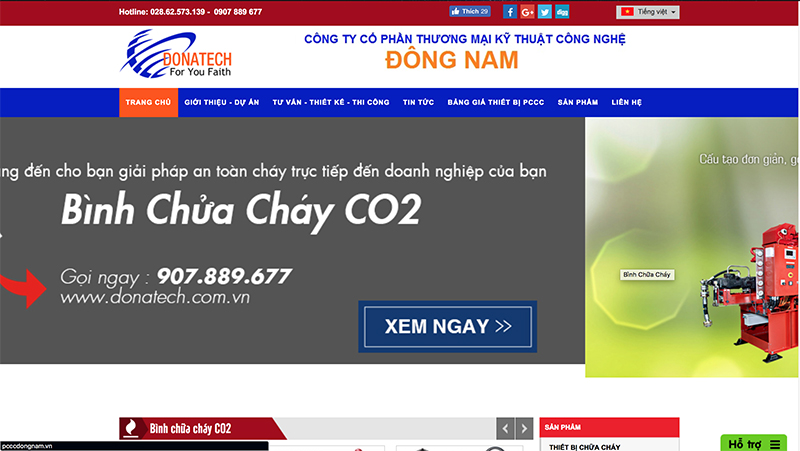 Hotline: 028.62.573.139 - 0907 889 677
Thích 29
Tiếng việt
DONATECH
For You Faith
CÔNG TY CỔ PHẦN THƯƠNG MẠI KỸ THUẬT CÔNG NGHỆ
ĐÔNG NAM
TRANG CHỦ
GIỚI THIỆU - DỰ ÁN
TƯ VẤN - THIẾT KẾ - THI CÔNG
TIN TỨC
BẢNG GIÁ THIẾT BỊ PCCC
SẢN PHẨM
LIÊN HỆ
ng đến cho bạn giải pháp an toàn cháy trực tiếp đến doanh nghiệp của bạn
Bình Chửa Cháy CO2
Gọi ngay : 907.889.677
www.donatech.com.vn
XEM NGAY >>
Cấu tạo đơn giản, g
Bình Chữa Cháy
Bình chữa cháy CO2
SẢN PHẨM
THIẾT BỊ CHỮA CHÁY
pcccdongnam.vn
Hỗ trợ